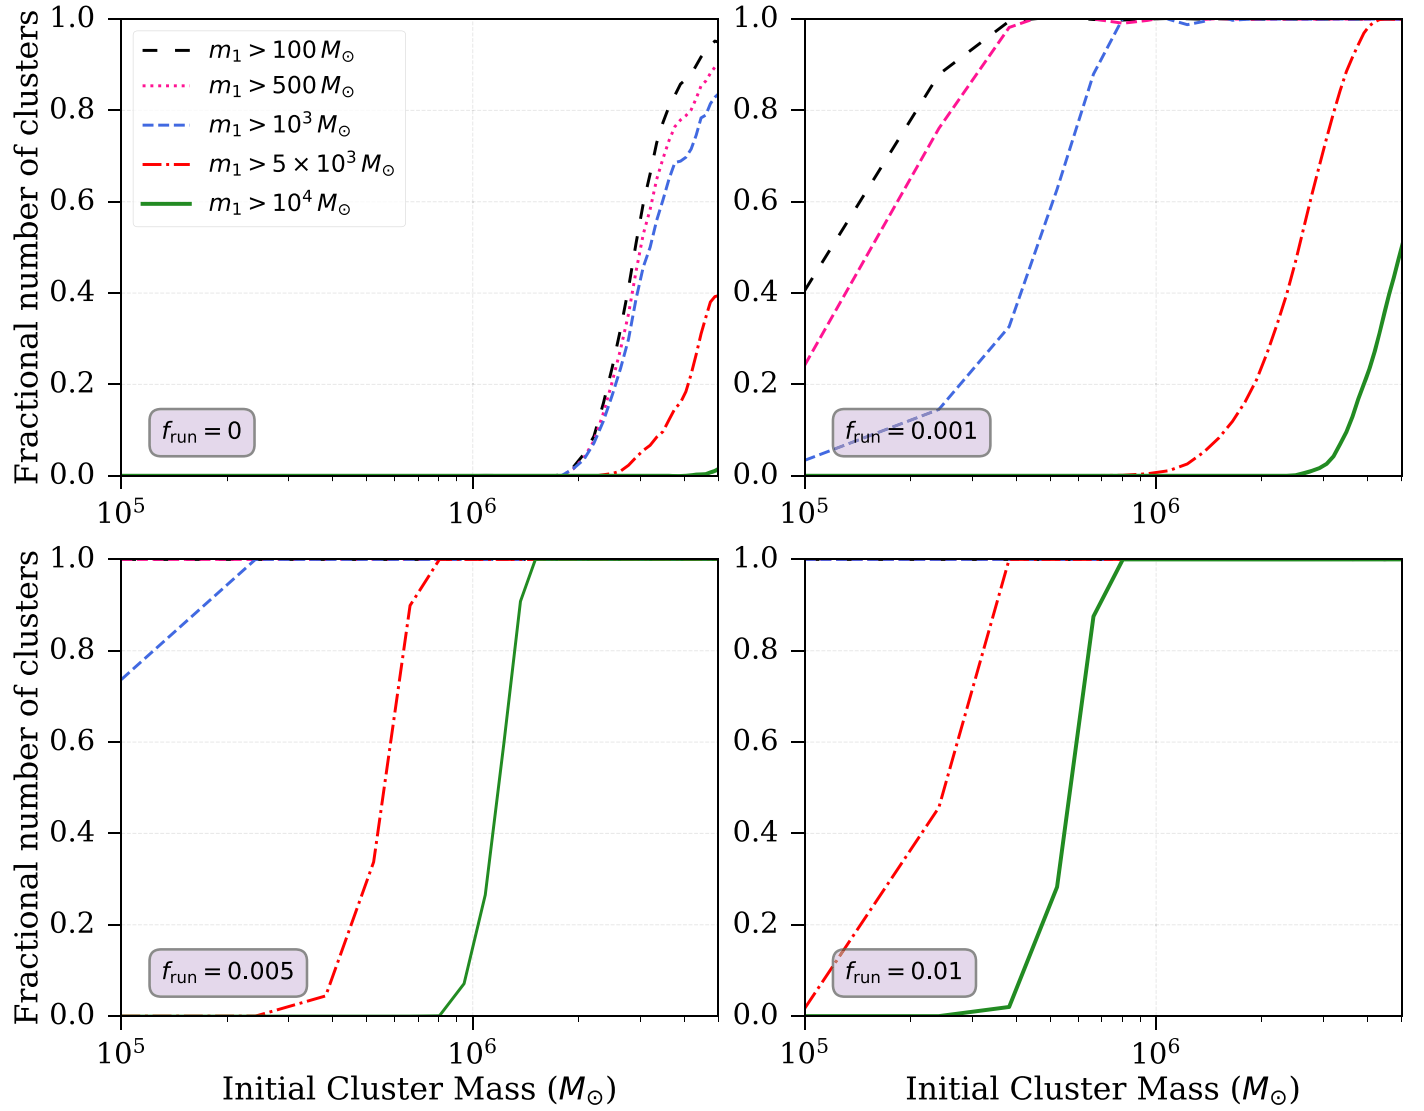 Fractional number of clusters
1.0
0.8
0.6
0.4
0.2
0.0
m₁ > 100 M⊙
m₁ > 500 M⊙
m₁ > 10³ M⊙
m₁ > 5 × 10³ M⊙
m₁ > 10⁴ M⊙
f_run = 0
10⁵
10⁶
1.0
0.8
0.6
0.4
0.2
0.0
f_run = 0.001
10⁵
10⁶
Fractional number of clusters
1.0
0.8
0.6
0.4
0.2
0.0
f_run = 0.005
10⁵
10⁶
Initial Cluster Mass (M⊙)
1.0
0.8
0.6
0.4
0.2
0.0
f_run = 0.01
10⁵
10⁶
Initial Cluster Mass (M⊙)